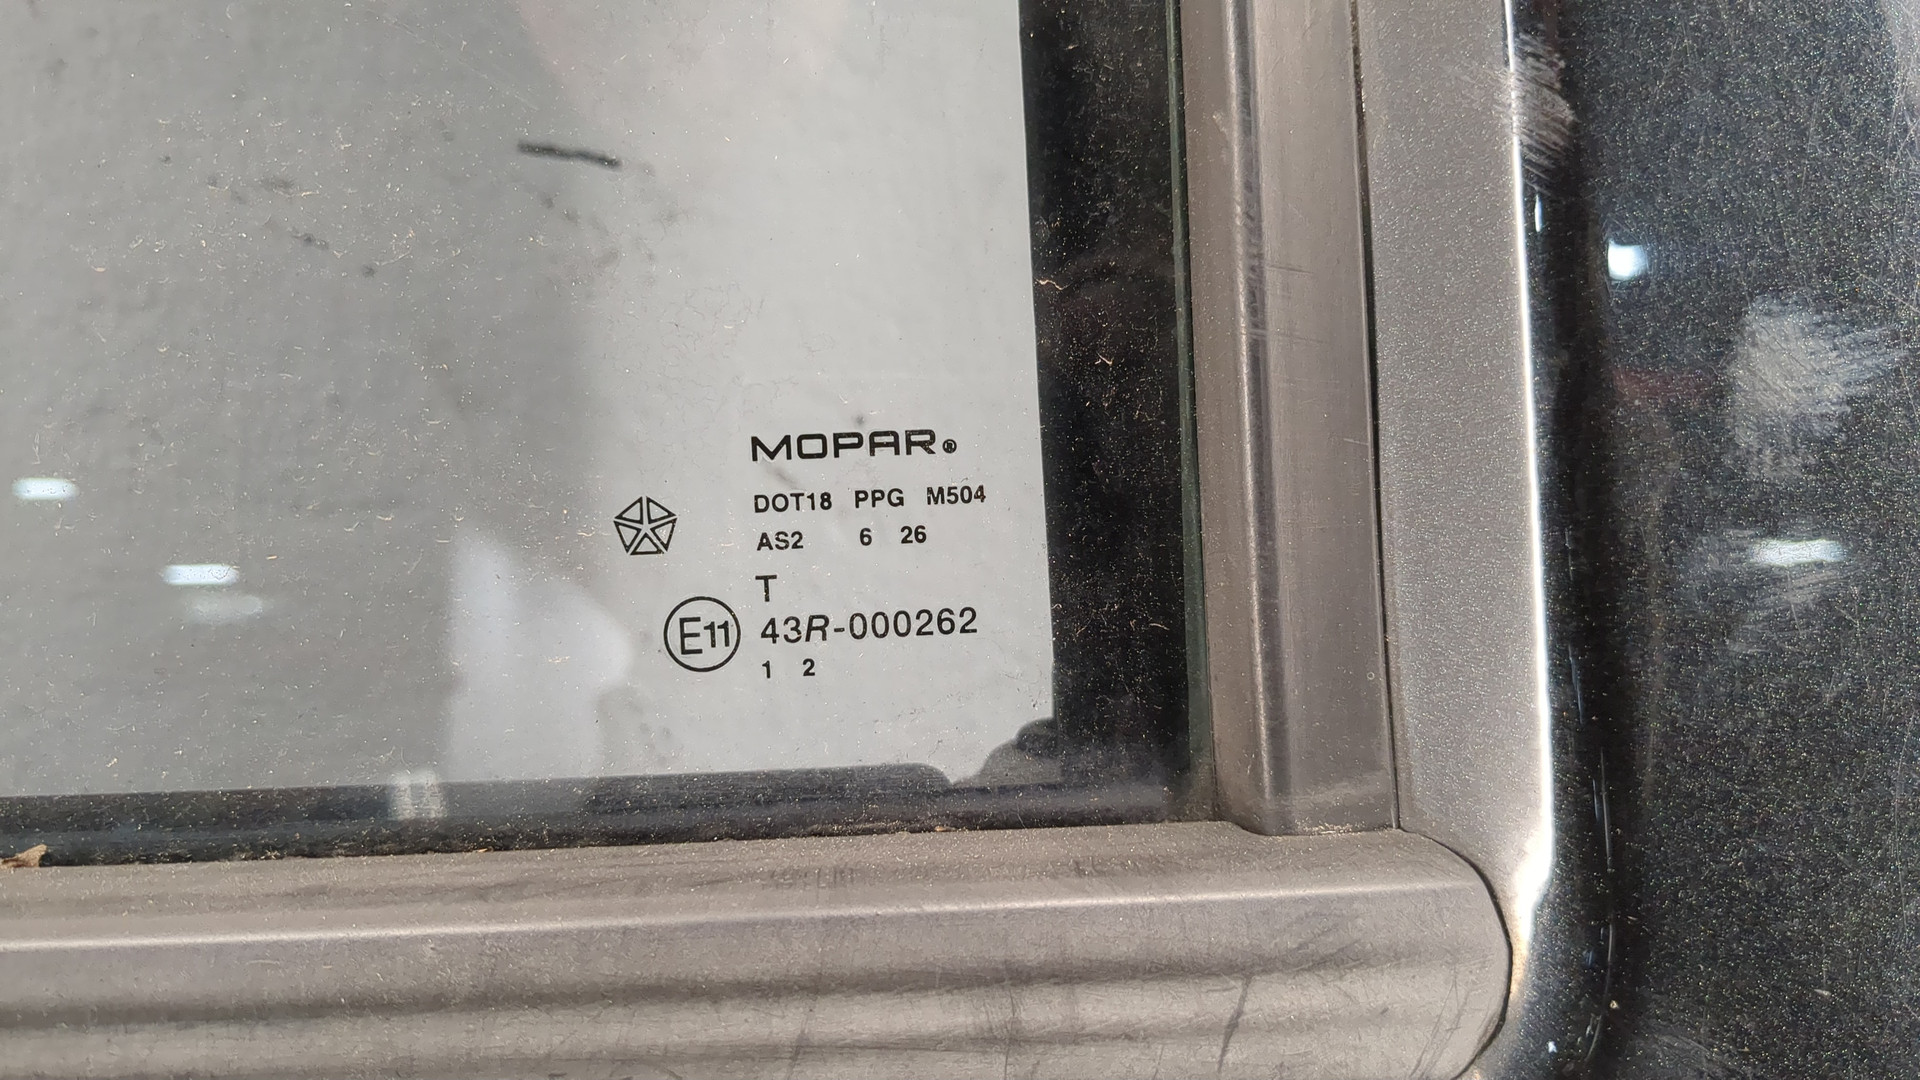 MOPAR®
DOT18 PPG M504
AS2 6 26
T
E11 43R-000262
1 2